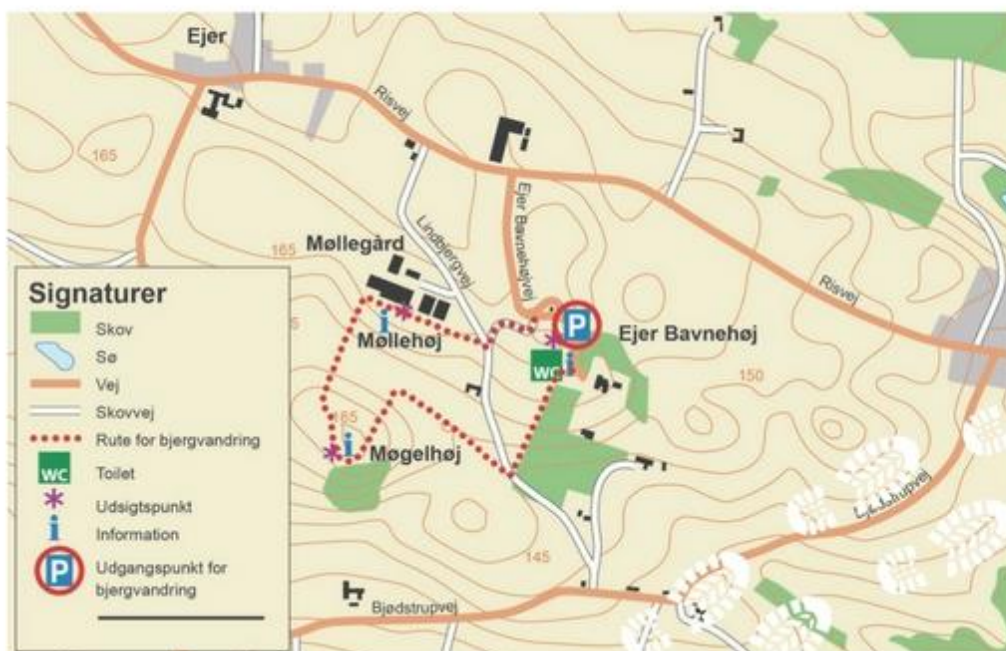 Ejer
Risvej
165
Ejer Bavnehøjvej
Lindbjergvej
165
Møllegård
Risvej
P
Ejer Bavnehøj
i
Møllehøj
WC
i
150
165
i
Møgelhøj
145
Bjødstrupvej
Signaturer
Skov
Sø
Vej
Skovvej
Rute for bjergvandring
WC
Toilet
Udsigtspunkt
i
Information
P
Udgangspunkt for
bjergvandring